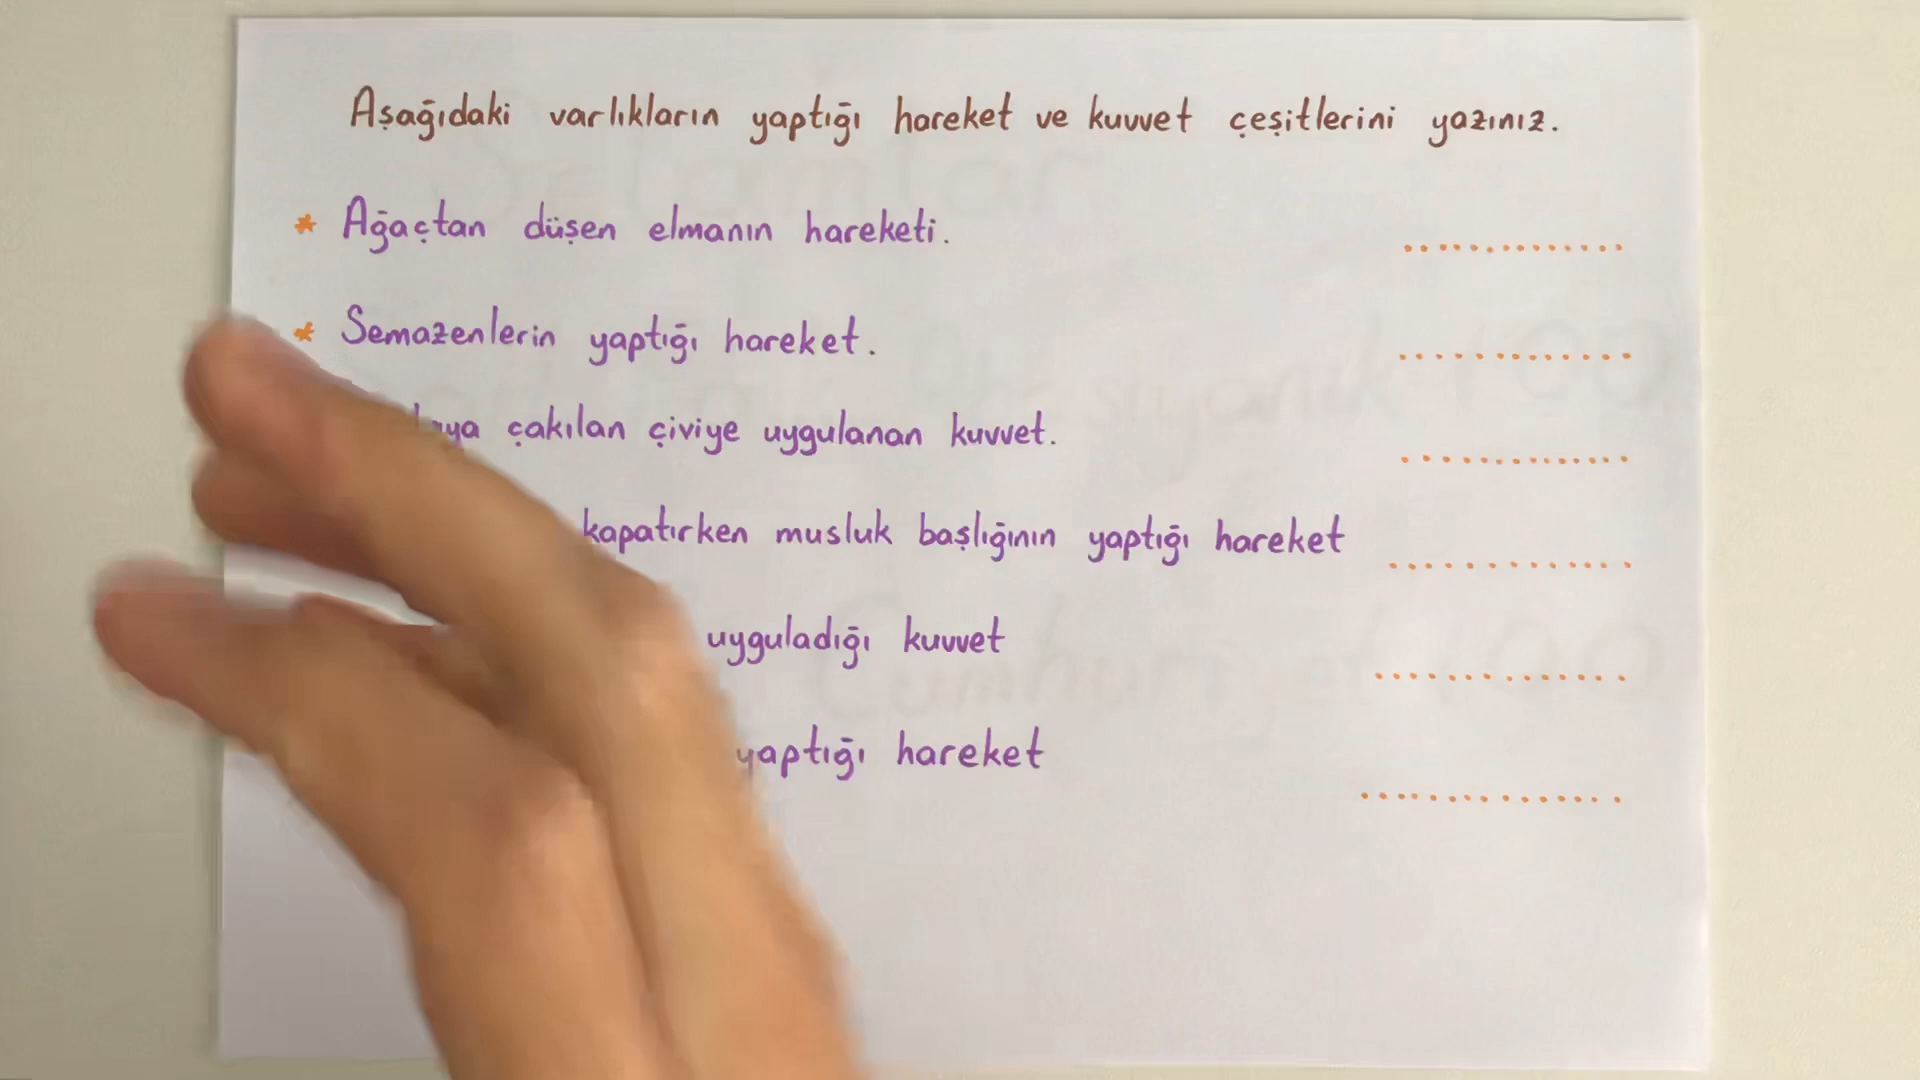 Aşağıdaki varlıkların yaptığı hareket ve kuvvet çeşitlerini yazınız.
* Ağaçtan düşen elmanın hareketi. .............
* Semazenlerin yaptığı hareket. .............
çakılan çiviye uygulanan kuvvet. .............
kapatırken musluk başlığının yaptığı hareket .............
uyguladığı kuvvet .............
yaptığı hareket ..............